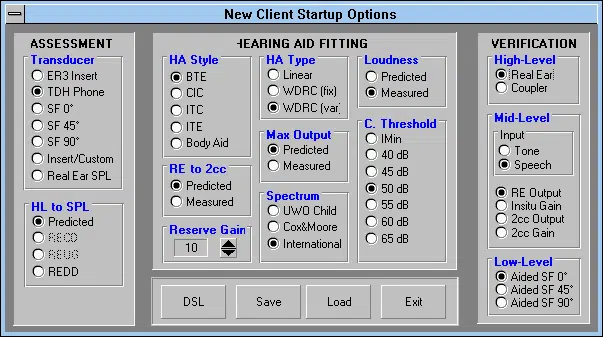 New Client Startup Options
ASSESSMENT
Transducer
ER3 Insert
TDH Phone
SF 0°
SF 45°
SF 90°
Insert/Custom
Real Ear SPL
HL to SPL
Predicted
RECD
REUG
REDD
HEARING AID FITTING
HA Style
BTE
CIC
ITC
ITE
Body Aid
RE to 2cc
Predicted
Measured
Reserve Gain
10
HA Type
Linear
WDRC (fix)
WDRC (var)
Max Output
Predicted
Measured
Spectrum
UWO Child
Cox&Moore
International
Loudness
Predicted
Measured
C. Threshold
IMin
40 dB
45 dB
50 dB
55 dB
60 dB
65 dB
DSL
Save
Load
Exit
VERIFICATION
High-Level
Real Ear
Coupler
Mid-Level
Input
Tone
Speech
RE Output
Insitu Gain
2cc Output
2cc Gain
Low-Level
Aided SF 0°
Aided SF 45°
Aided SF 90°